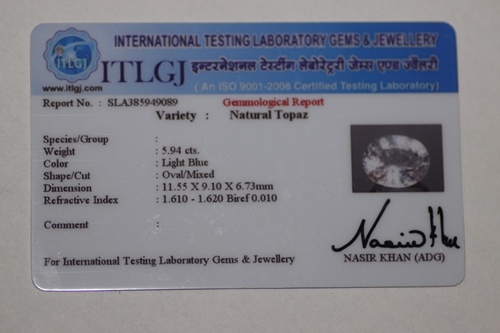 INTERNATIONAL TESTING LABORATORY GEMS & JEWELLERY
ITLGJ
ITLGJ इन्टरनेशनल टेस्टींग लेबोरेट्री जेम्स एण्ड ज्वैलरी
www.itlgj.com
(An ISO 9001-2008 Certified Testing Laboratory)
Report No. : SLA385949089 Gemmological Report
Variety : Natural Topaz
Species/Group :
Weight : 5.94 cts.
Color : Light Blue
Shape/Cut : Oval/Mixed
Dimension : 11.55 X 9.10 X 6.73mm
Refractive Index : 1.610 - 1.620 Biref 0.010
Comment :
For International Testing Laboratory Gems & Jewellery
NASIR KHAN (ADG)